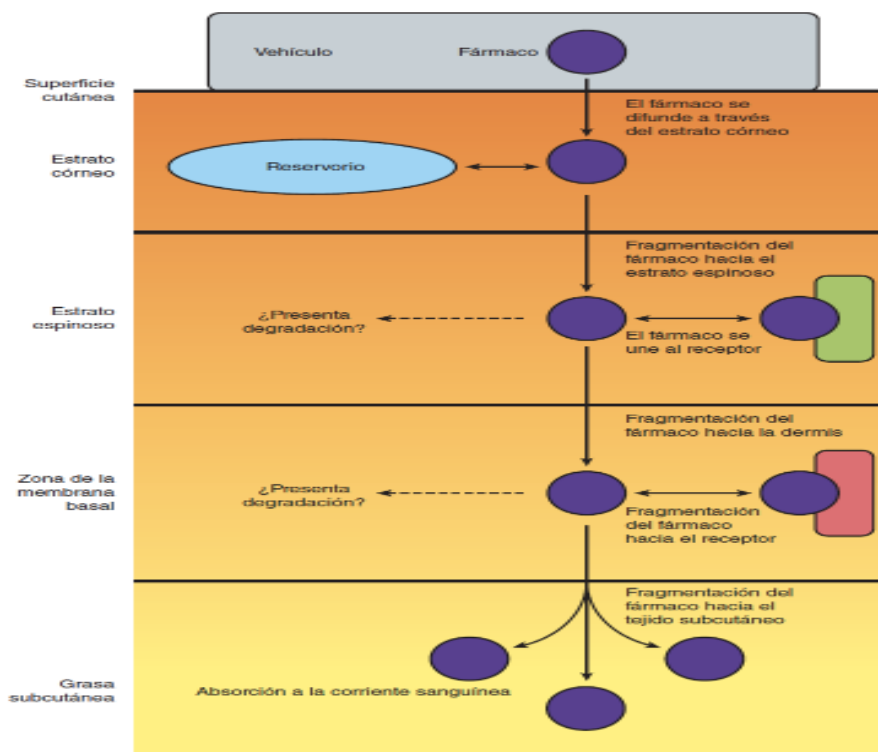 Vehículo
Fármaco
Superficie
cutánea
El fármaco se
difunde a través
del estrato córneo
Estrato
córneo
Reservorio
Fragmentación del
fármaco hacia el
estrato espinoso
Estrato
espinoso
¿Presenta
degradación?
El fármaco se
une al receptor
Fragmentación del
fármaco hacia la dermis
Zona de la
membrana
basal
¿Presenta
degradación?
Fragmentación
del fármaco
hacia el receptor
Fragmentación del
fármaco hacia el
tejido subcutáneo
Grasa
subcutánea
Absorción a la corriente sanguínea